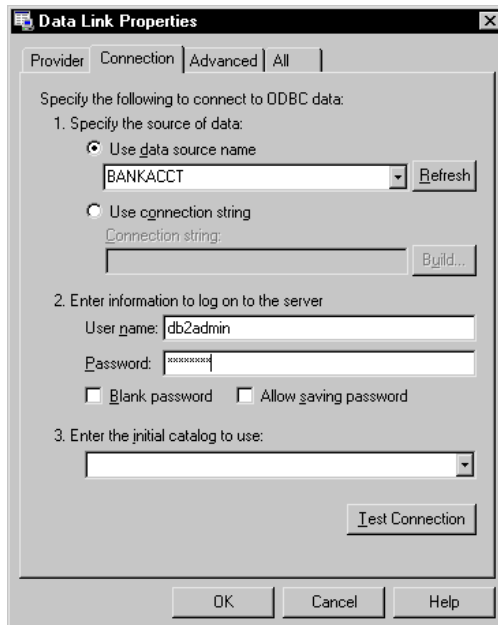 Data Link Properties
Provider Connection Advanced All
Specify the following to connect to ODBC data:
1. Specify the source of data:
Use data source name
BANKACCT Refresh
Use connection string
Connection string:
Build...
2. Enter information to log on to the server
User name: db2admin
Password: ********
Blank password Allow saving password
3. Enter the initial catalog to use:
Test Connection
OK Cancel Help